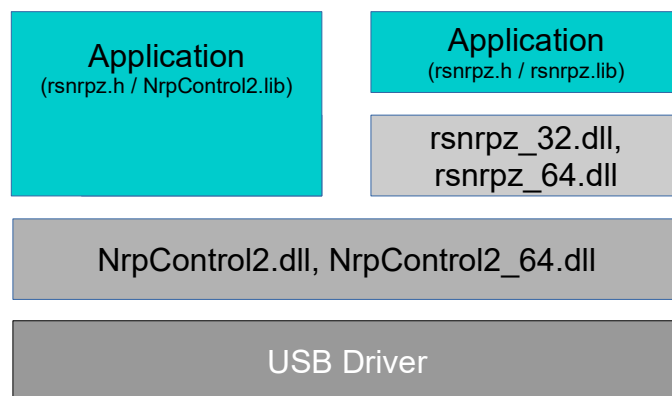 Application
(rsnrpz.h / NrpControl2.lib)
Application
(rsnrpz.h / rsnrpz.lib)
rsnrpz_32.dll,
rsnrpz_64.dll
NrpControl2.dll, NrpControl2_64.dll
USB Driver